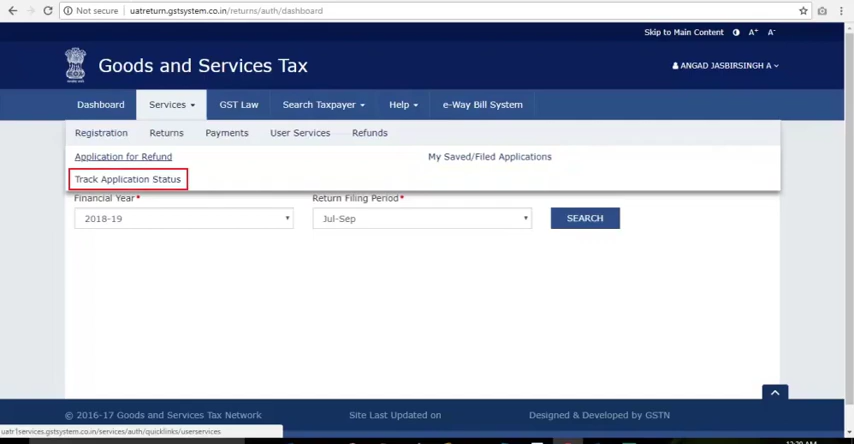 Not secure | uatreturn.gstsystem.co.in/returns/auth/dashboard
Skip to Main Content A+ A-
Goods and Services Tax
ANGAD JASBIRSINGH A
Dashboard Services GST Law Search Taxpayer Help e-Way Bill System
Registration Returns Payments User Services Refunds
Application for Refund My Saved/Filed Applications
Track Application Status
Financial Year* Return Filing Period*
2018-19 Jul-Sep SEARCH
© 2016-17 Goods and Services Tax Network Site Last Updated on Designed & Developed by GSTN
uatr1services.gstsystem.co.in/services/auth/quicklinks/userservices